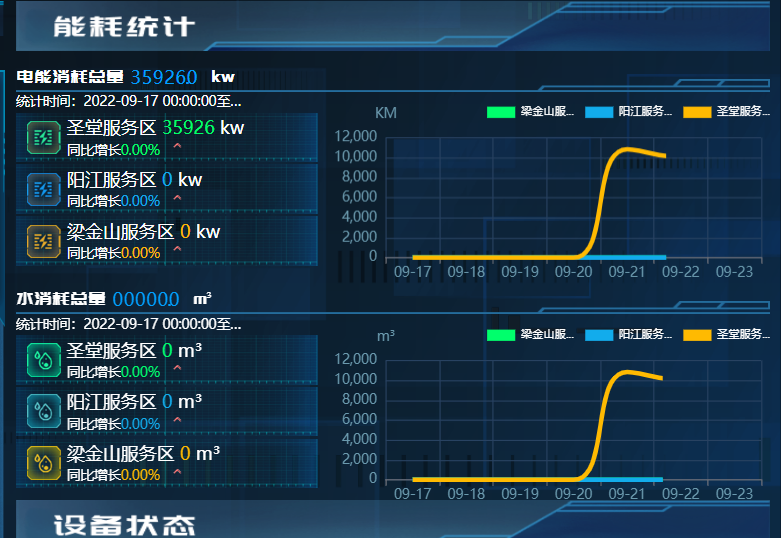 能耗统计
电能消耗总量 35926.0 kw
统计时间：2022-09-17 00:00:00至...
圣堂服务区 35926 kw
同比增长0.00% ^
阳江服务区 0 kw
同比增长0.00% ^
梁金山服务区 0 kw
同比增长0.00% ^
KM
梁金山服... 阳江服务... 圣堂服务...
12,000
10,000
8,000
6,000
4,000
2,000
0
09-17 09-18 09-19 09-20 09-21 09-22 09-23
水消耗总量 00000.0 m³
统计时间：2022-09-17 00:00:00至...
圣堂服务区 0 m³
同比增长0.00% ^
阳江服务区 0 m³
同比增长0.00% ^
梁金山服务区 0 m³
同比增长0.00% ^
m³
梁金山服... 阳江服务... 圣堂服务...
12,000
10,000
8,000
6,000
4,000
2,000
0
09-17 09-18 09-19 09-20 09-21 09-22 09-23
设备状态